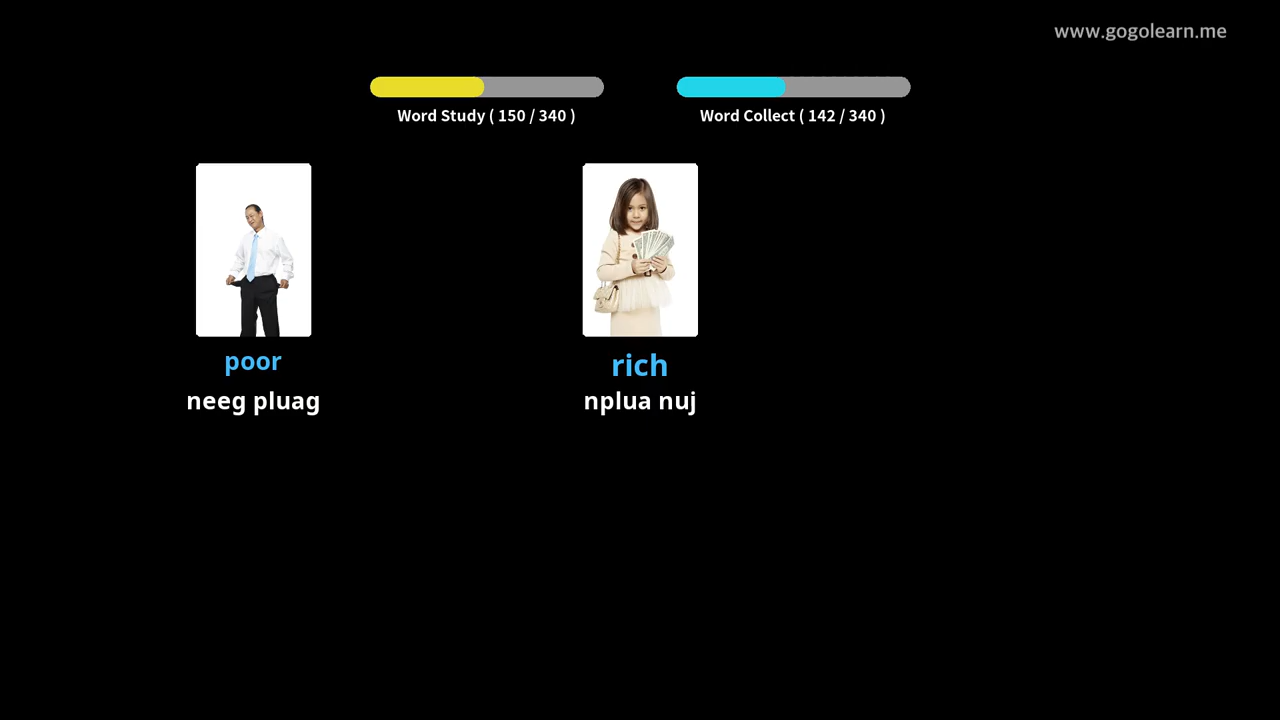 www.gogolearn.me
Word Study ( 150 / 340 )
Word Collect ( 142 / 340 )
poor
neeg pluag
rich
nplua nuj